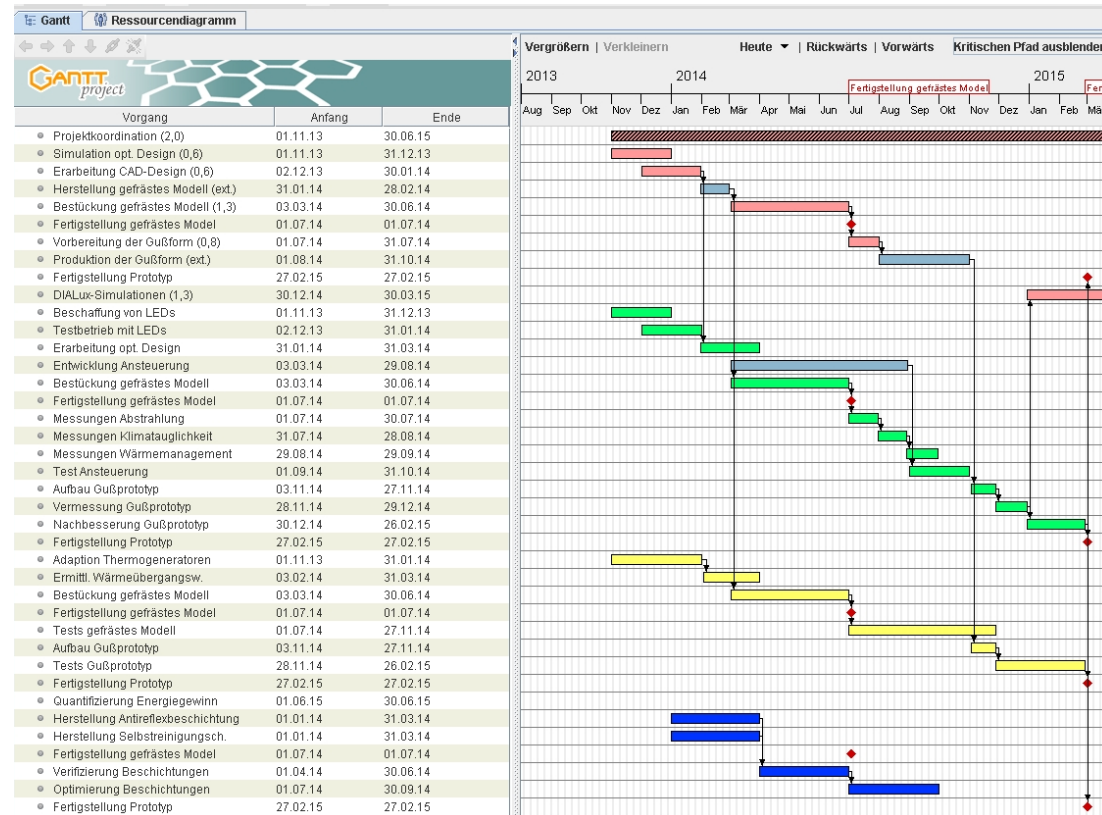 Gantt Ressourcendiagramm
Vergrößern | Verkleinern Heute | Rückwärts | Vorwärts Kritischen Pfad ausblenden
GANTT project
2013 2014 2015
Fertigstellung gefrästes Model Fer
Aug Sep Okt Nov Dez Jan Feb Mär Apr Mai Jun Jul Aug Sep Okt Nov Dez Jan Feb Mä
Vorgang Anfang Ende
Projektkoordination (2,0) 01.11.13 30.06.15
Simulation opt. Design (0,6) 01.11.13 31.12.13
Erarbeitung CAD-Design (0,6) 02.12.13 30.01.14
Herstellung gefrästes Modell (ext.) 31.01.14 28.02.14
Bestückung gefrästes Modell (1,3) 03.03.14 30.06.14
Fertigstellung gefrästes Model 01.07.14 01.07.14
Vorbereitung der Gußform (0,8) 01.07.14 31.07.14
Produktion der Gußform (ext.) 01.08.14 31.10.14
Fertigstellung Prototyp 27.02.15 27.02.15
DIALux-Simulationen (1,3) 30.12.14 30.03.15
Beschaffung von LEDs 01.11.13 31.12.13
Testbetrieb mit LEDs 02.12.13 31.01.14
Erarbeitung opt. Design 31.01.14 31.03.14
Entwicklung Ansteuerung 03.03.14 29.08.14
Bestückung gefrästes Modell 03.03.14 30.06.14
Fertigstellung gefrästes Model 01.07.14 01.07.14
Messungen Abstrahlung 01.07.14 30.07.14
Messungen Klimatauglichkeit 31.07.14 28.08.14
Messungen Wärmemanagement 29.08.14 29.09.14
Test Ansteuerung 01.09.14 31.10.14
Aufbau Gußprototyp 03.11.14 27.11.14
Vermessung Gußprototyp 28.11.14 29.12.14
Nachbesserung Gußprototyp 30.12.14 26.02.15
Fertigstellung Prototyp 27.02.15 27.02.15
Adaption Thermogeneratoren 01.11.13 31.01.14
Ermittl. Wärmeübergangsw. 03.02.14 31.03.14
Bestückung gefrästes Modell 03.03.14 30.06.14
Fertigstellung gefrästes Model 01.07.14 01.07.14
Tests gefrästes Modell 01.07.14 27.11.14
Aufbau Gußprototyp 03.11.14 27.11.14
Tests Gußprototyp 28.11.14 26.02.15
Fertigstellung Prototyp 27.02.15 27.02.15
Quantifizierung Energiegewinn 01.06.15 30.06.15
Herstellung Antireflexbeschichtung 01.01.14 31.03.14
Herstellung Selbstreinigungsch. 01.01.14 31.03.14
Fertigstellung gefrästes Model 01.07.14 01.07.14
Verifizierung Beschichtungen 01.04.14 30.06.14
Optimierung Beschichtungen 01.07.14 30.09.14
Fertigstellung Prototyp 27.02.15 27.02.15